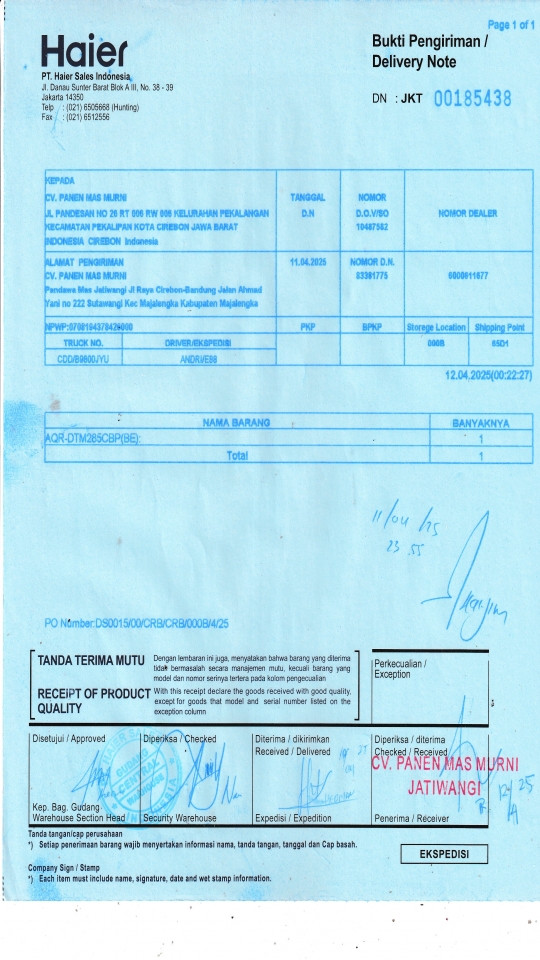 Page 1 of 1
Haier
Bukti Pengiriman /
Delivery Note
PT. Haier Sales Indonesia
Jl. Danau Sunter Barat Blok A III, No. 38 - 39
Jakarta 14350
Telp : (021) 6505668 (Hunting)
Fax : (021) 6512556
DN : JKT 00185438
KEPADA
CV. PANEN MAS MURNI
JL PANDESAN NO 26 RT 006 RW 006 KELURAHAN PEKALANGAN
KECAMATAN PEKALIPAN KOTA CIREBON JAWA BARAT
INDONESIA CIREBON Indonesia
TANGGAL
D.N
NOMOR
D.O.V/SO
10487582
NOMOR DEALER
ALAMAT PENGIRIMAN
CV. PANEN MAS MURNI
Pandawa Mas Jatiwangi Jl Raya Cirebon-Bandung Jalan Ahmad
Yani no 222 Sutawangi Kec Majalengka Kabupaten Majalengka
11.04.2025
NOMOR D.N.
83391775
6000011677
PKP BPKP Storege Location Shipping Point
TRUCK NO. DRIVER/EKSPEDISI 000B 65D1
CDD/B9800JYU ANDRI/E58
12.04.2025(00:22:27)
NAMA BARANG BANYAKNYA
AQR-DTM285CBP(BE): 1
Total 1
11/04/25
23 55
PO Number:DS0015/00/CRB/CRB/000B/4/25
TANDA TERIMA MUTU
Dengan lembaran ini juga, menyatakan bahwa barang yang diterima
tidak bermasalah secara manajemen mutu, kecuali barang yang
model dan nomor serinya tertera pada kolom pengecualian
RECEIPT OF PRODUCT
QUALITY
With this receipt declare the goods received with good quality,
except for goods that model and serial number listed on the
exception column
Perkecualian /
Exception
Disetujui / Approved
Diperiksa / Checked
Diterima / dikirimkan
Received / Delivered
Diperiksa / diterima
Checked / Received
CV. PANEN MAS MURNI
JATIWANGI
GUDANG
CENTRAL
WAREHOUSE
Kep. Bag. Gudang
Warehouse Section Head
Security Warehouse
Expedisi / Expedition
Penerima / Receiver
Tanda tangan/cap perusahaan
*) Setiap penerimaan barang wajib menyertakan informasi nama, tanda tangan, tanggal dan Cap basah.
EKSPEDISI
Company Sign / Stamp
*) Each item must include name, signature, date and wet stamp information.